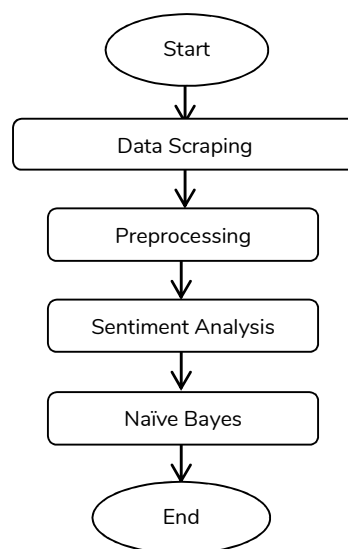 Start
Data Scraping
Preprocessing
Sentiment Analysis
Naïve Bayes
End